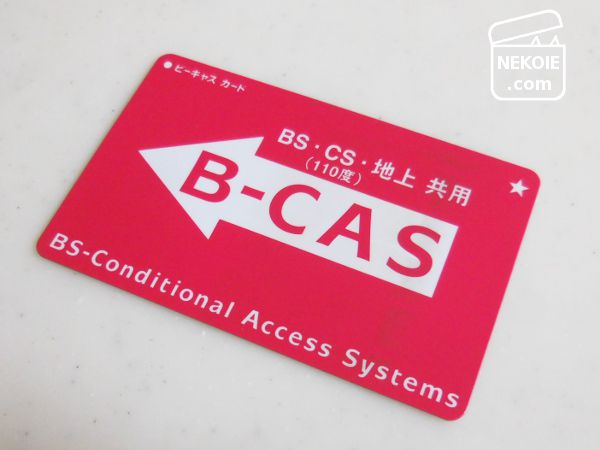 ビーキャス カード
BS・CS・地上 共用
(110度)
B-CAS
BS-Conditional Access Systems
NEKOIE
.com